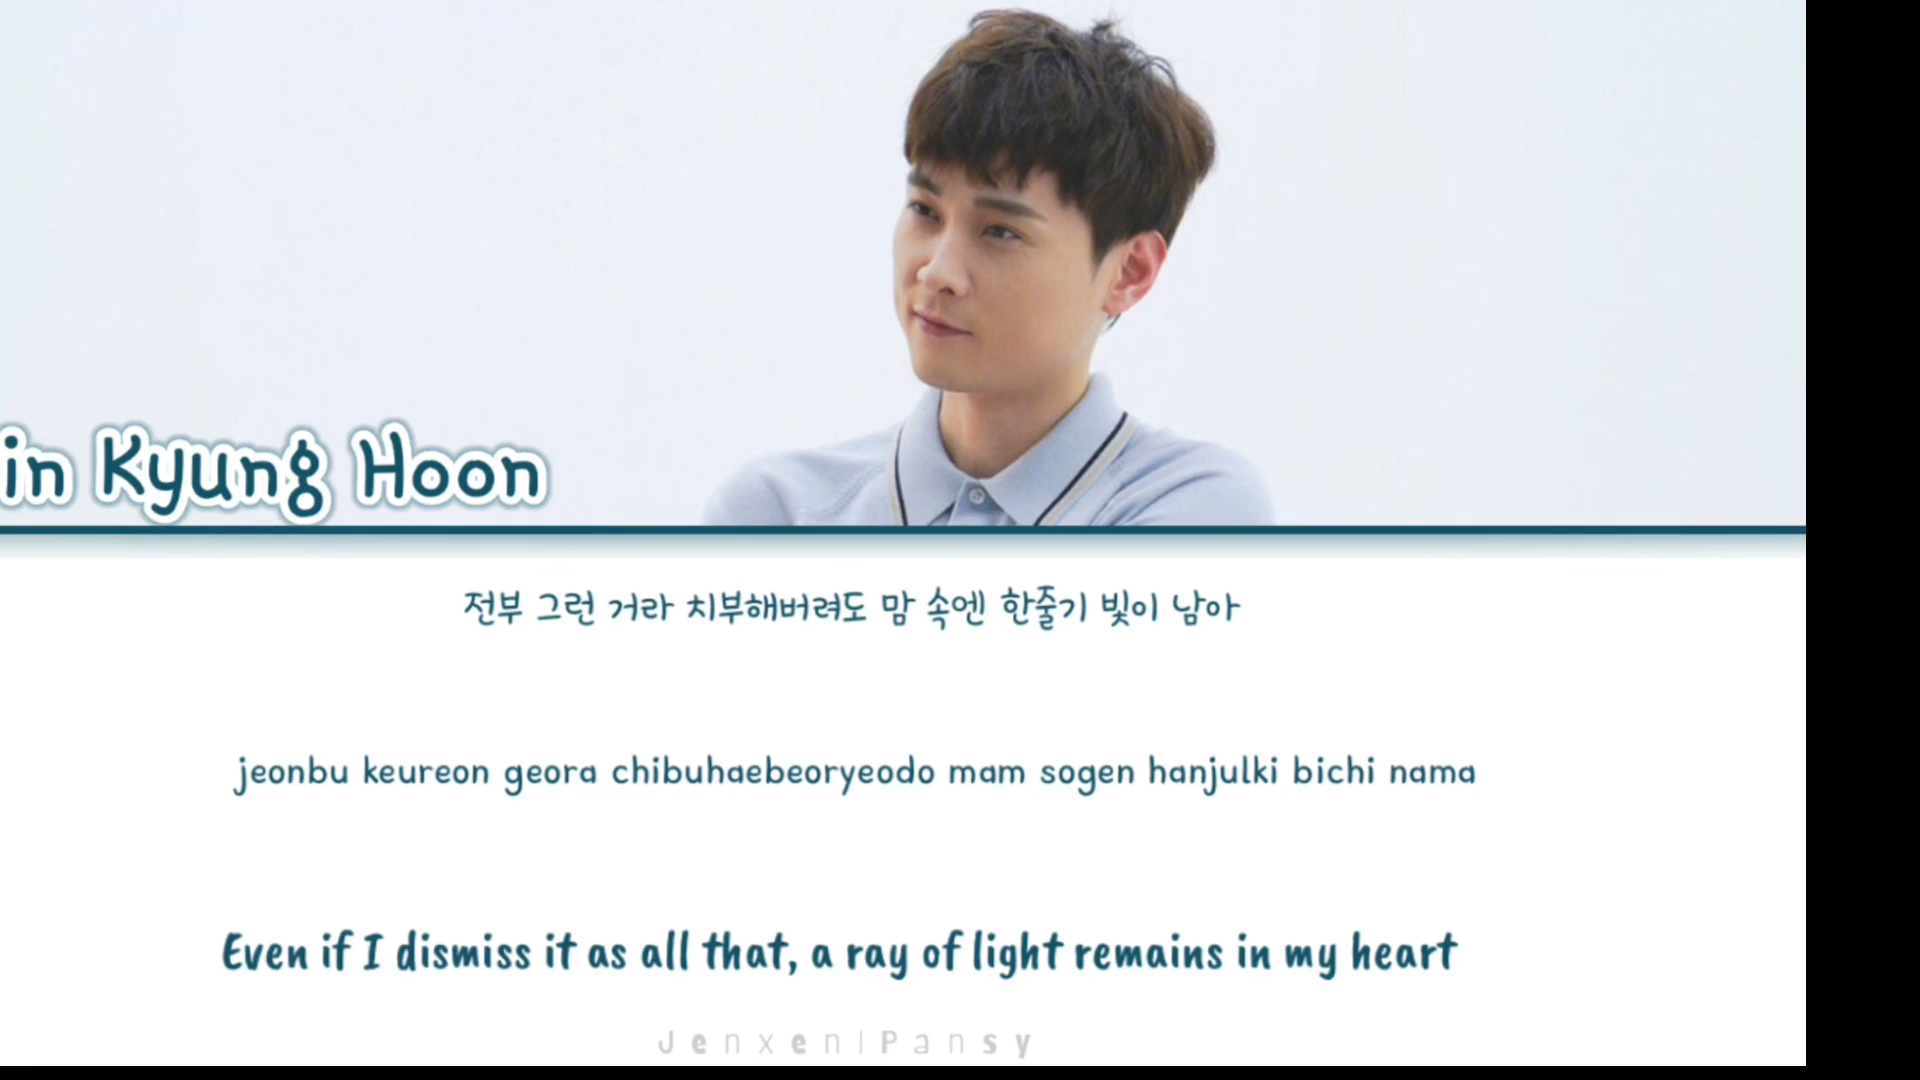 in Kyung Hoon
전부 그런 거라 치부해버려도 맘 속엔 한줄기 빛이 남아
jeonbu keureon geora chibuhaebeoryeodo mam sogen hanjulki bichi nama
Even if I dismiss it as all that, a ray of light remains in my heart
Jenxen|Pansy